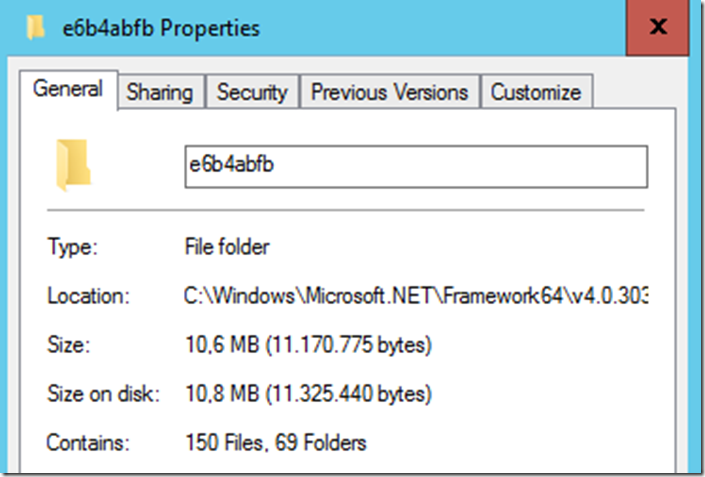 e6b4abfb Properties
General Sharing Security Previous Versions Customize
e6b4abfb
Type: File folder
Location: C:\Windows\Microsoft.NET\Framework64\v4.0.303
Size: 10,6 MB (11.170.775 bytes)
Size on disk: 10,8 MB (11.325.440 bytes)
Contains: 150 Files, 69 Folders